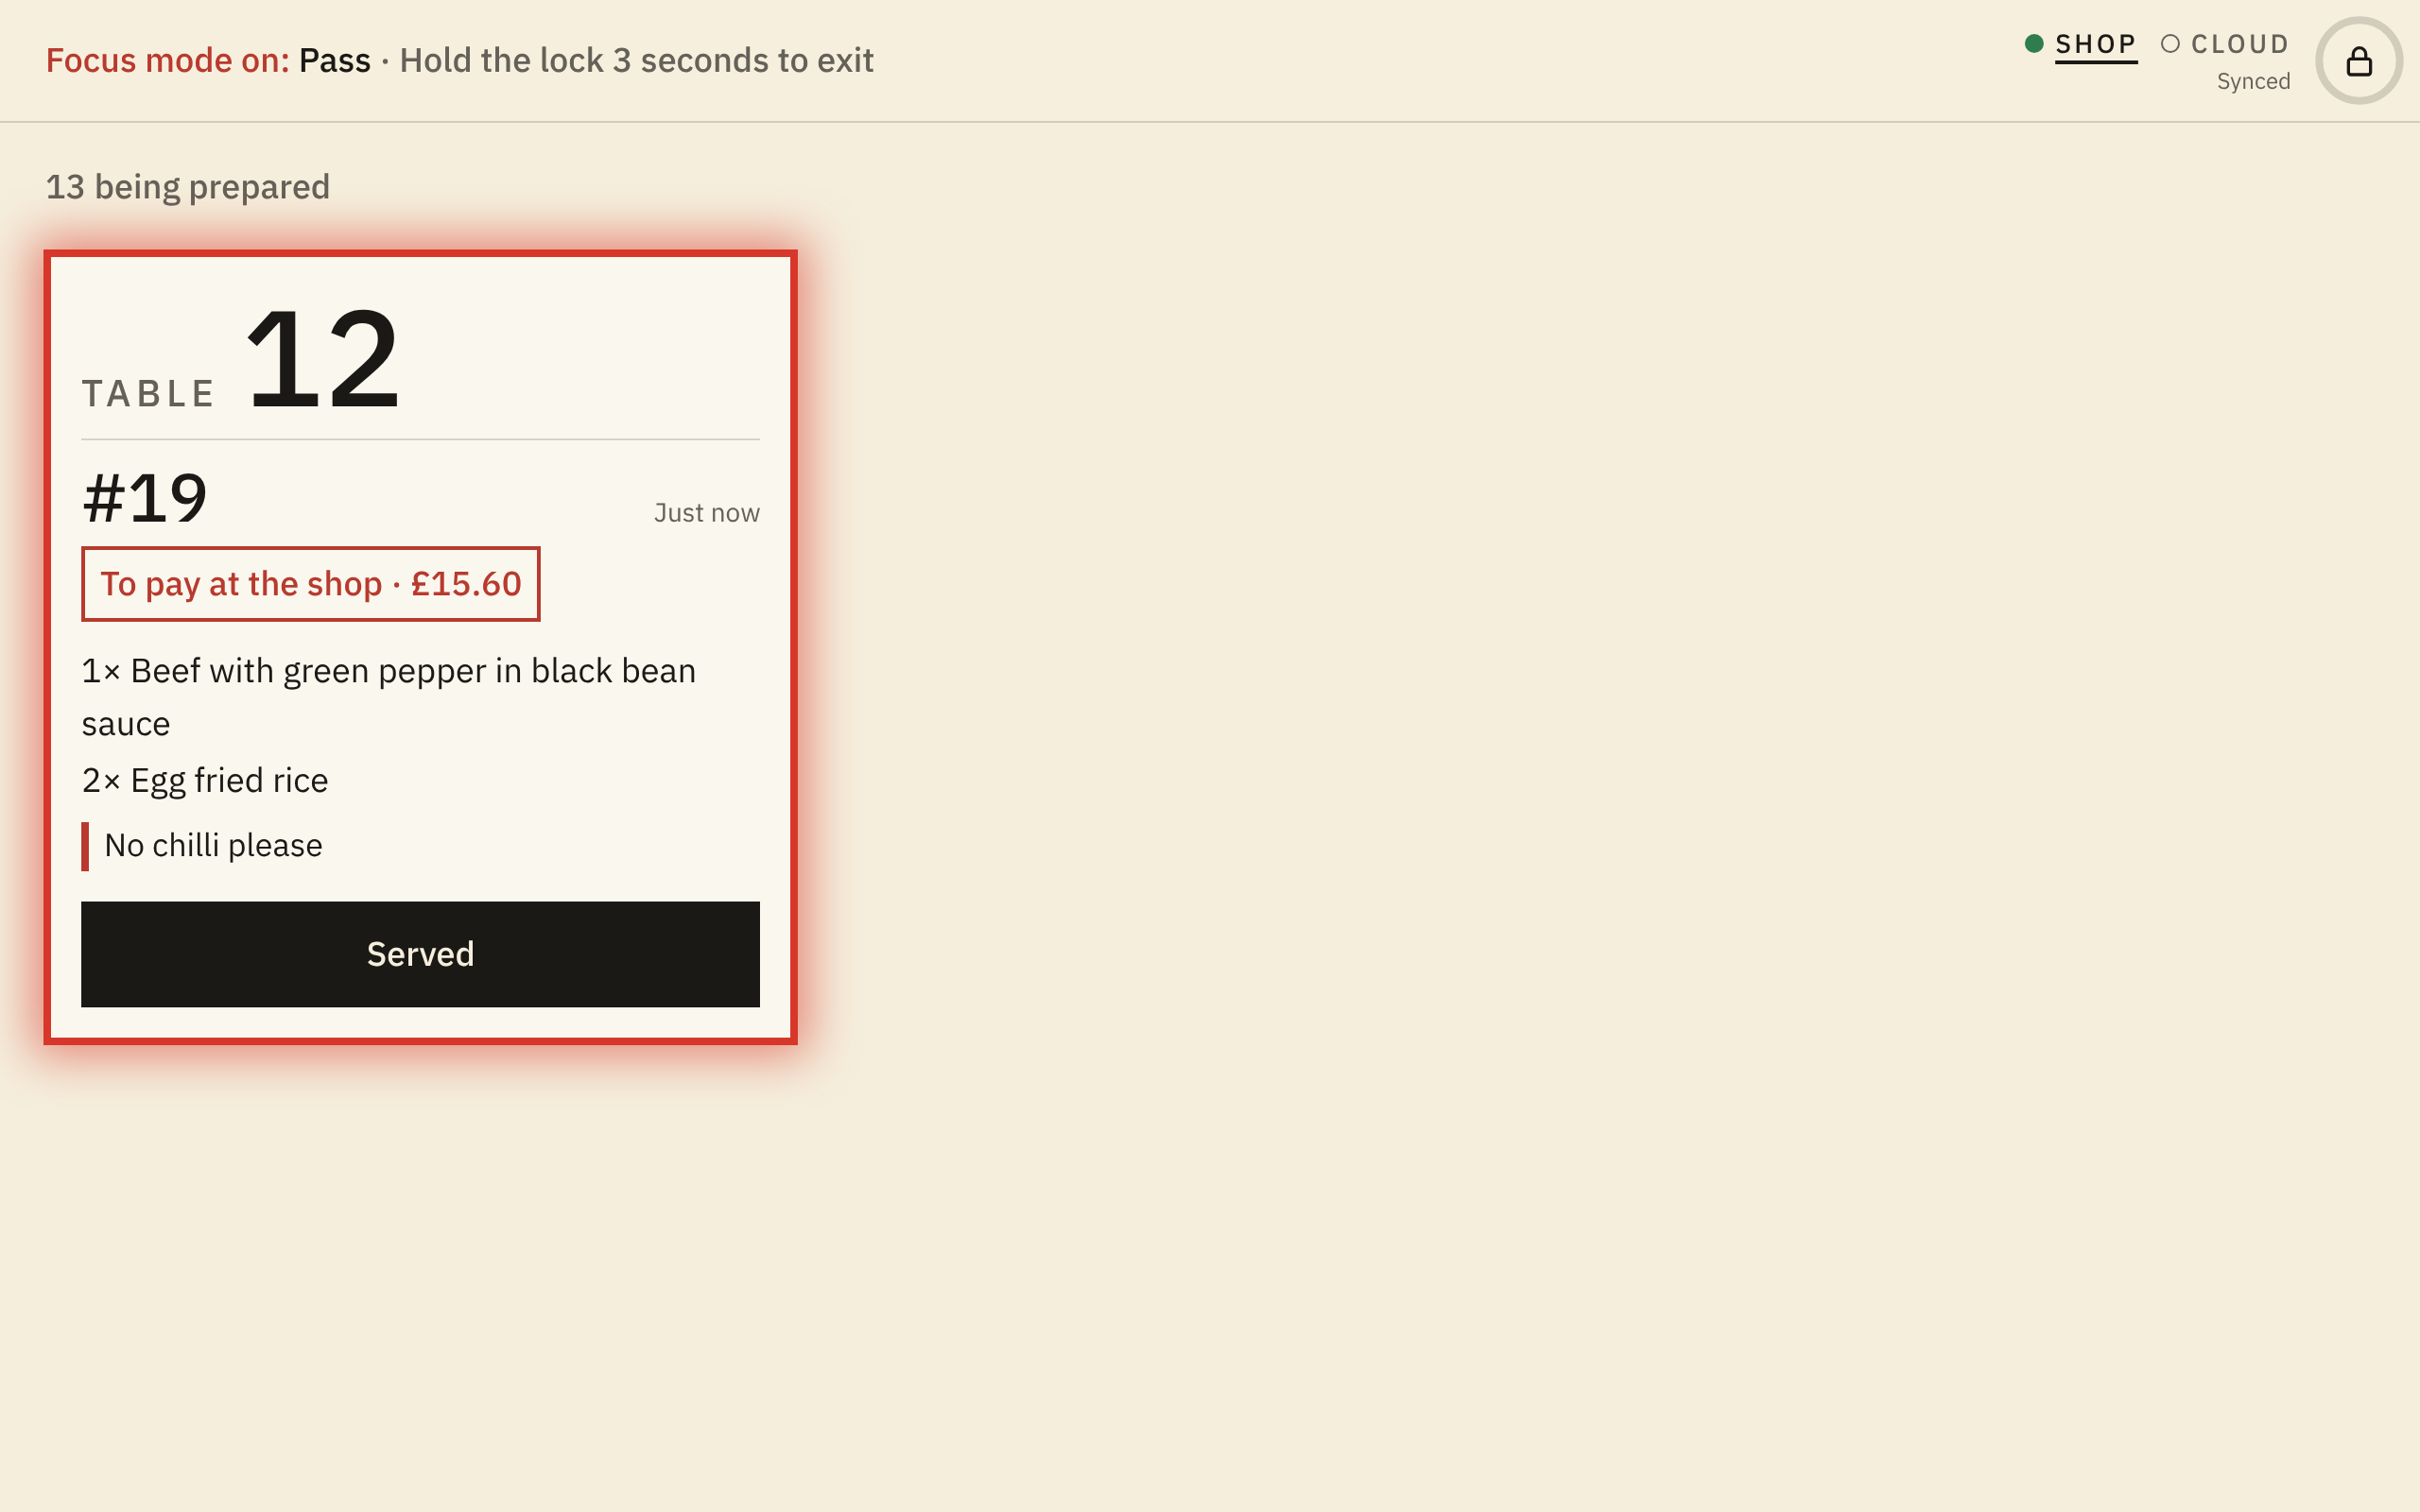 Focus mode on: Pass · Hold the lock 3 seconds to exit
SHOP CLOUD
Synced
13 being prepared
TABLE 12
#19 Just now
To pay at the shop · £15.60
1× Beef with green pepper in black bean
sauce
2× Egg fried rice
No chilli please
Served